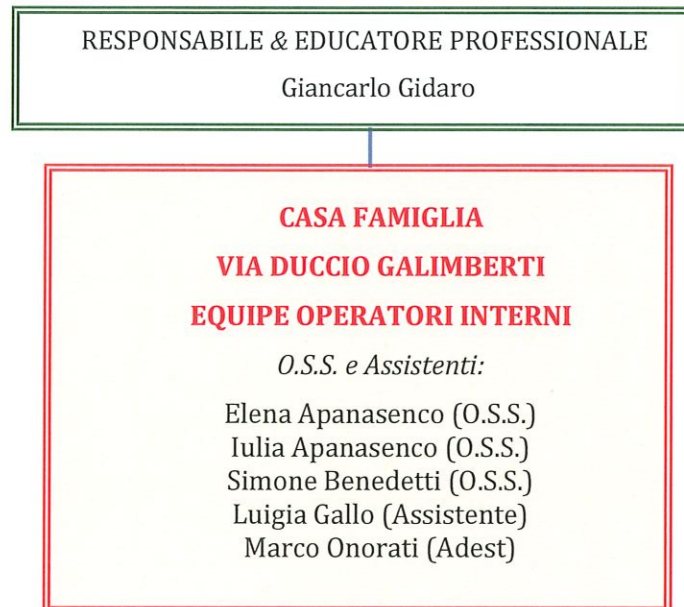 RESPONSABILE & EDUCATORE PROFESSIONALE
Giancarlo Gidaro
CASA FAMIGLIA
VIA DUCCIO GALIMBERTI
EQUIPE OPERATORI INTERNI
O.S.S. e Assistenti:
Elena Apanasenco (O.S.S.)
Iulia Apanasenco (O.S.S.)
Simone Benedetti (O.S.S.)
Luigia Gallo (Assistente)
Marco Onorati (Adest)